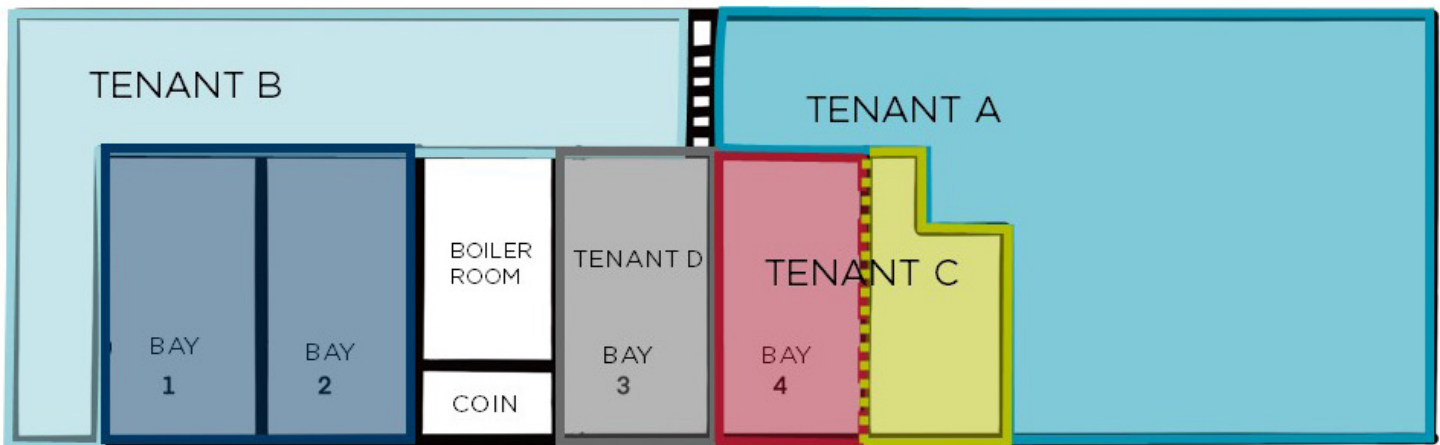 TENANT B
TENANT A
BOILER
ROOM
TENANT D
TENANT C
BAY
1
BAY
2
BAY
3
BAY
4
COIN